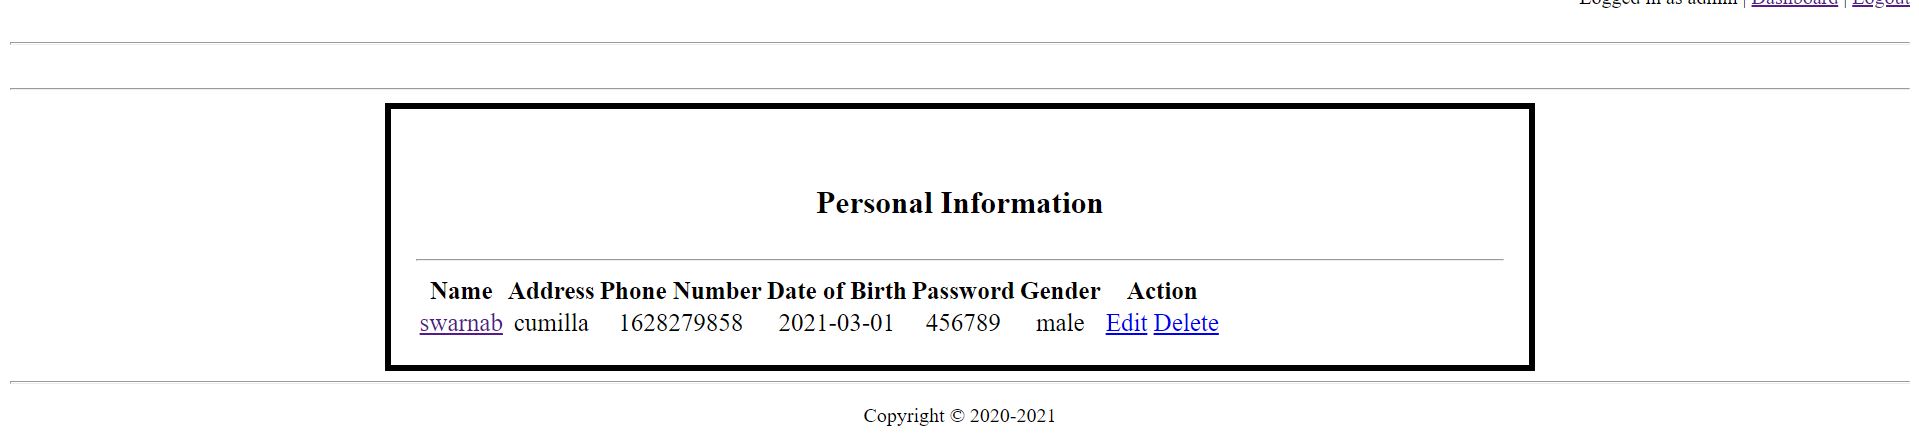 Logged in as admin | Dashboard | Logout
Personal Information
Name Address Phone Number Date of Birth Password Gender Action
swarnab cumilla 1628279858 2021-03-01 456789 male Edit Delete
Copyright © 2020-2021